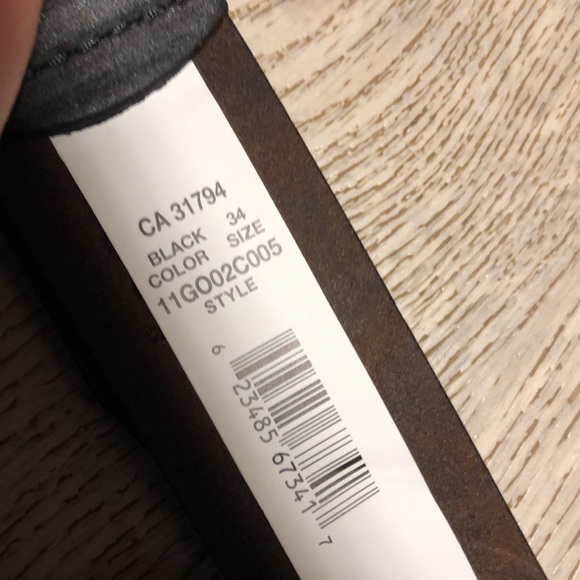 CA 31794
BLACK 34
COLOR SIZE
11GO02C005
STYLE
6 23485 67341 7